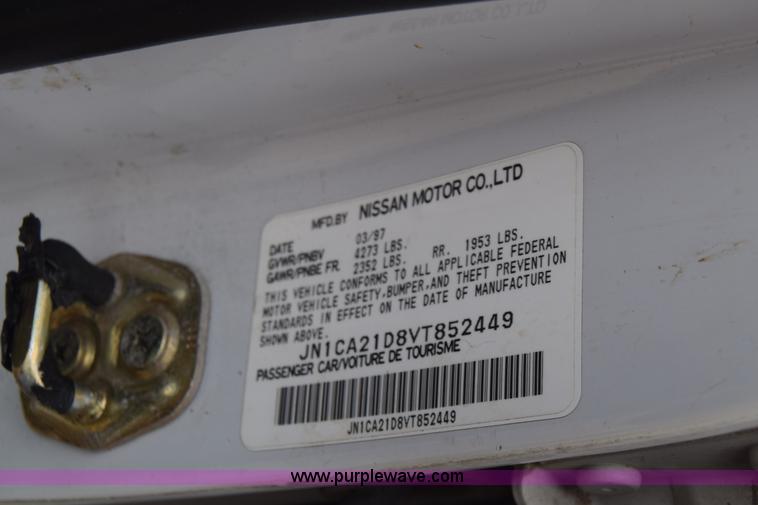 MFD.BY NISSAN MOTOR CO.,LTD
DATE 03/97
GVWR/PNBV 4273 LBS.
GAWR/PNBE FR. 2352 LBS. RR. 1953 LBS.
THIS VEHICLE CONFORMS TO ALL APPLICABLE FEDERAL
MOTOR VEHICLE SAFETY,BUMPER,AND THEFT PREVENTION
STANDARDS IN EFFECT ON THE DATE OF MANUFACTURE
SHOWN ABOVE.
JN1CA21D8VT852449
PASSENGER CAR/VOITURE DE TOURISME
JN1CA21D8VT852449
www.purplewave.com